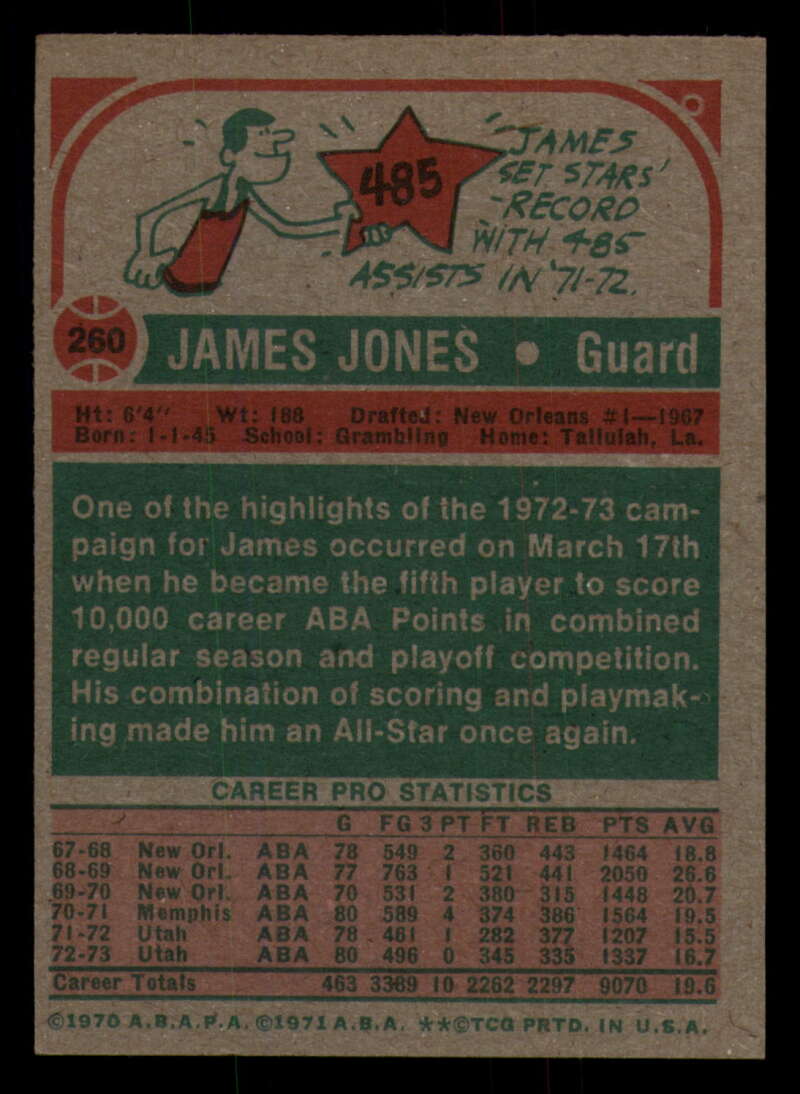 485
JAMES
SET STARS'
RECORD
WITH 485
ASSISTS IN '71-72.
260
JAMES JONES • Guard
Ht: 6'4" Wt: 188 Drafted: New Orleans #1—1967
Born: 1-1-45 School: Grambling Home: Tallulah, La.
One of the highlights of the 1972-73 cam-
paign for James occurred on March 17th
when he became the fifth player to score
10,000 career ABA Points in combined
regular season and playoff competition.
His combination of scoring and playmak-
ing made him an All-Star once again.
CAREER PRO STATISTICS
G FG 3 PT FT REB PTS AVG
67-68 New Orl. ABA 78 549 2 360 443 1464 18.8
68-69 New Orl. ABA 77 763 1 521 441 2050 26.6
69-70 New Orl. ABA 70 531 2 380 315 1448 20.7
70-71 Memphis ABA 80 589 4 374 386 1564 19.5
71-72 Utah ABA 78 461 1 282 377 1207 15.5
72-73 Utah ABA 80 496 0 345 335 1337 16.7
Career Totals 463 3389 10 2262 2297 9070 19.6
©1970 A.B.A.P.A. ©1971 A.B.A. **©TCG PRTD. IN U.S.A.